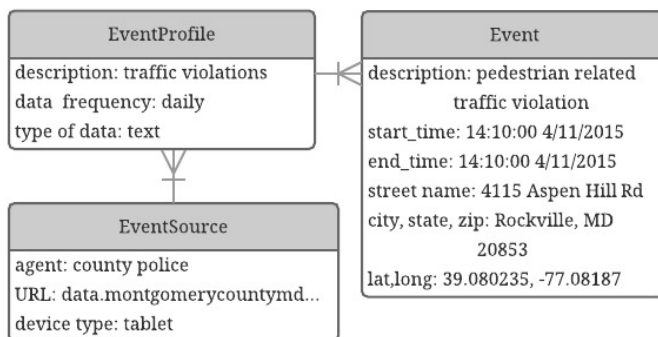 EventProfile
description: traffic violations
data frequency: daily
type of data: text
EventSource
agent: county police
URL: data.montgomerycountymd...
device type: tablet
Event
description: pedestrian related
traffic violation
start_time: 14:10:00 4/11/2015
end_time: 14:10:00 4/11/2015
street name: 4115 Aspen Hill Rd
city, state, zip: Rockville, MD
20853
lat,long: 39.080235, -77.08187